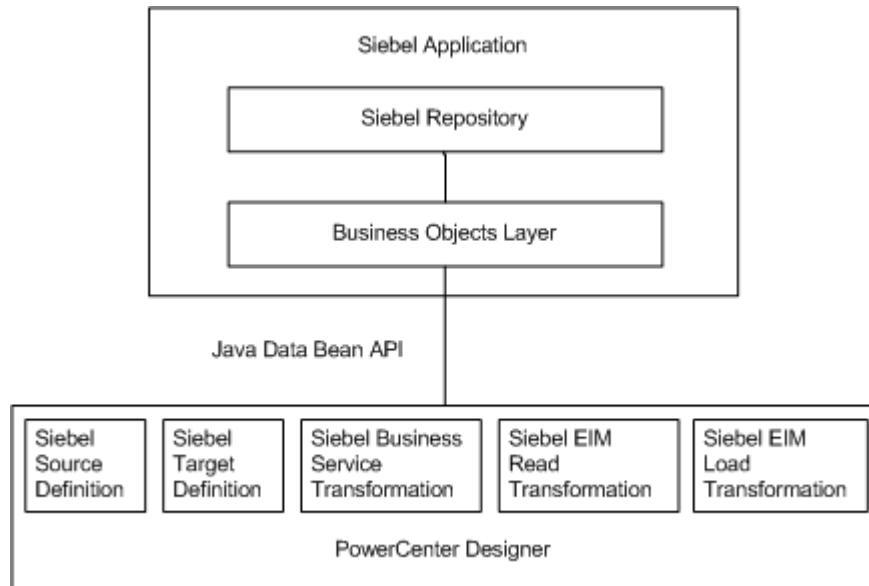 Siebel Application
Siebel Repository
Business Objects Layer
Java Data Bean API
Siebel
Source
Definition
Siebel
Target
Definition
Siebel Business
Service
Transformation
Siebel EIM
Read
Transformation
Siebel EIM
Load
Transformation
PowerCenter Designer